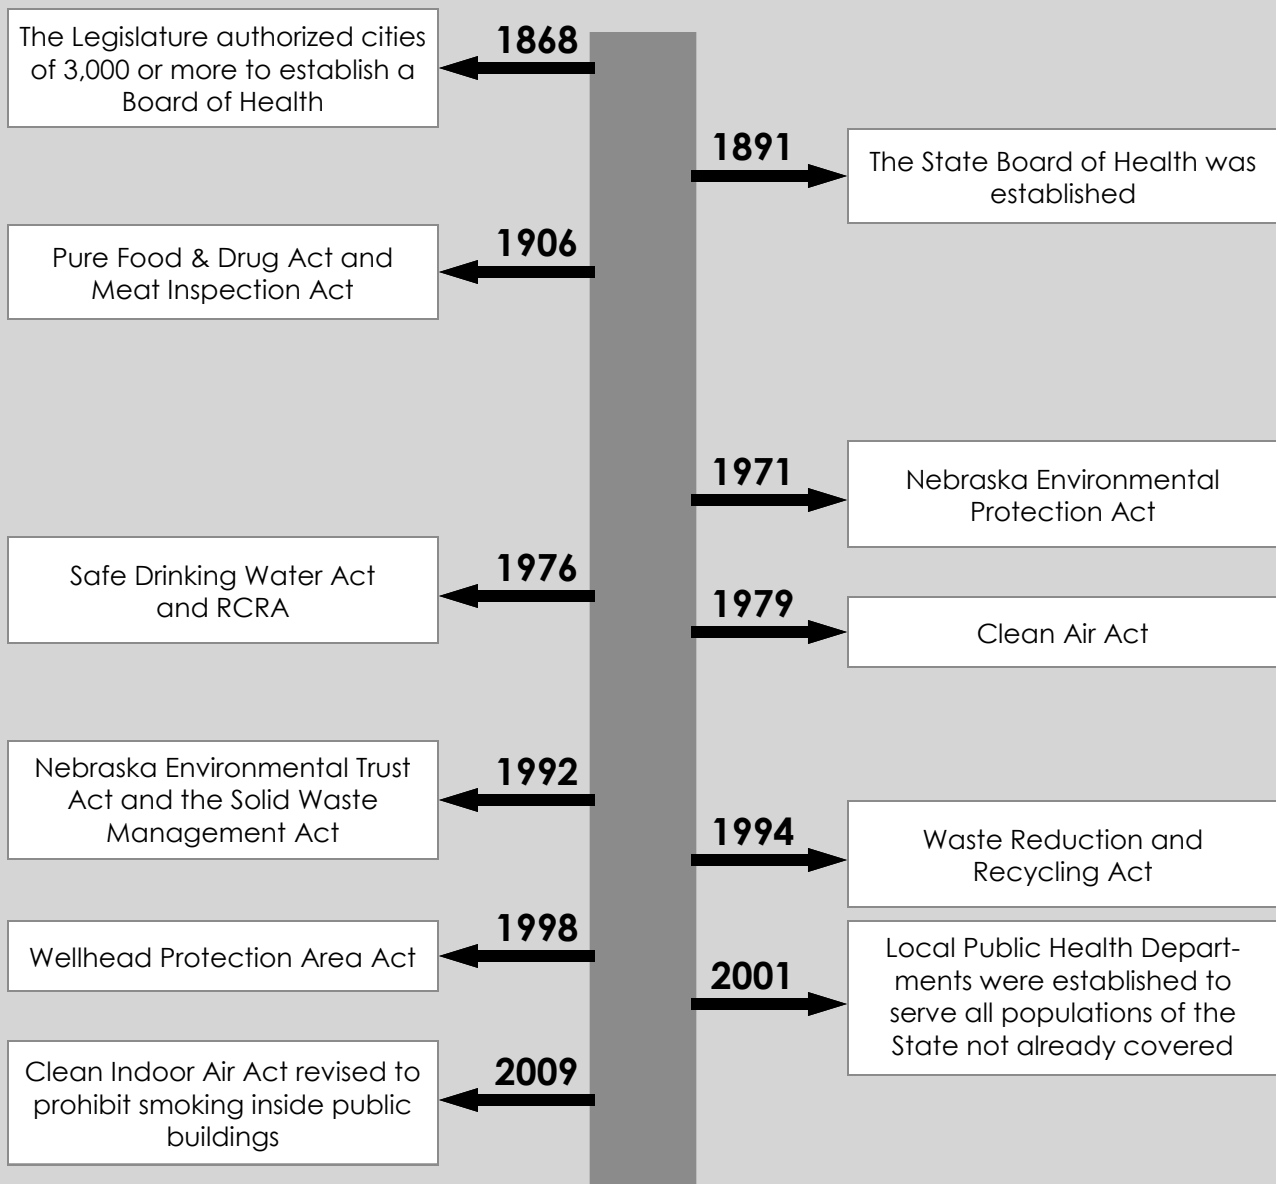 1868
The Legislature authorized cities
of 3,000 or more to establish a
Board of Health
1891
The State Board of Health was
established
1906
Pure Food & Drug Act and
Meat Inspection Act
1971
Nebraska Environmental
Protection Act
1976
Safe Drinking Water Act
and RCRA
1979
Clean Air Act
1992
Nebraska Environmental Trust
Act and the Solid Waste
Management Act
1994
Waste Reduction and
Recycling Act
1998
Wellhead Protection Area Act
2001
Local Public Health Depart-
ments were established to
serve all populations of the
State not already covered
2009
Clean Indoor Air Act revised to
prohibit smoking inside public
buildings